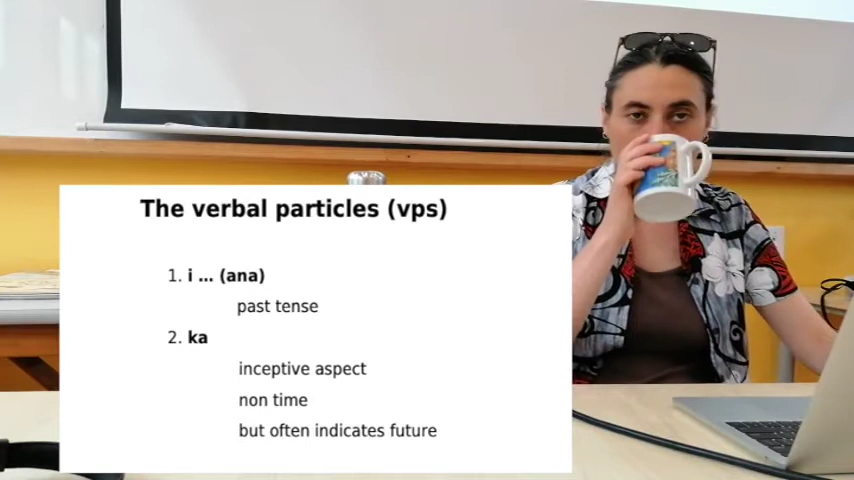 The verbal particles (vps)
1. i ... (ana)
past tense
2. ka
inceptive aspect
non time
but often indicates future